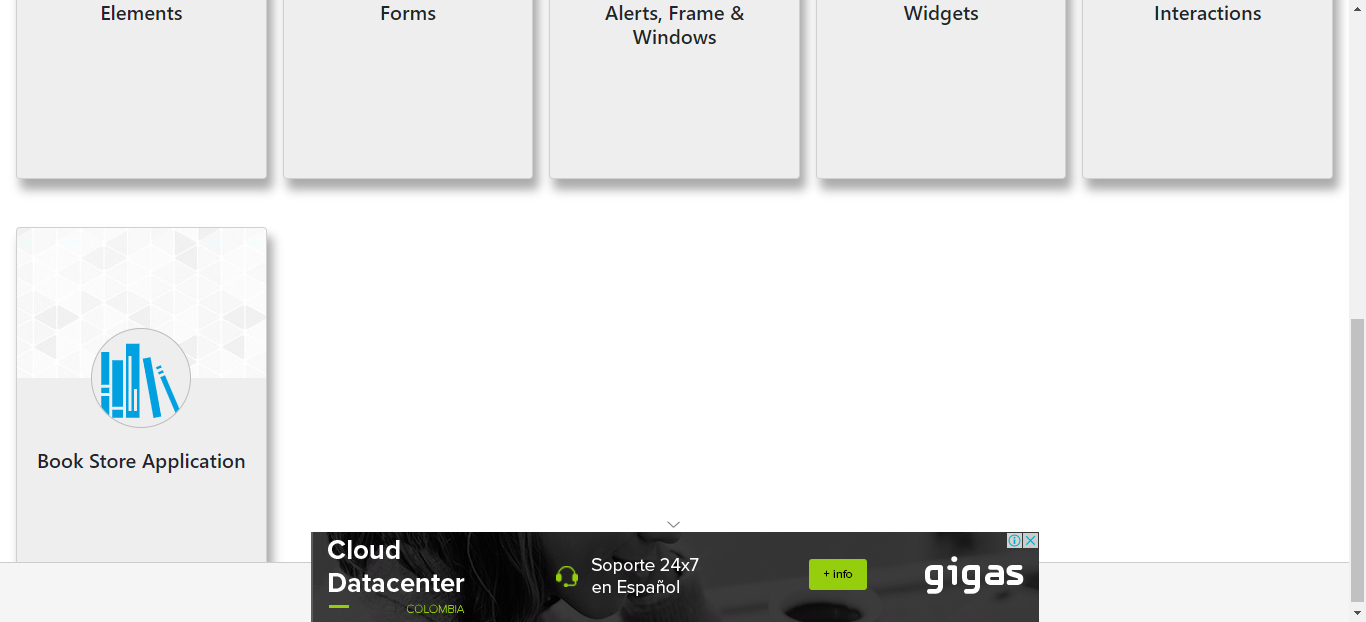 Elements
Forms
Alerts, Frame &
Windows
Widgets
Interactions
Book Store Application
Cloud
Datacenter
COLOMBIA
Soporte 24x7
en Español
+ info
gigas